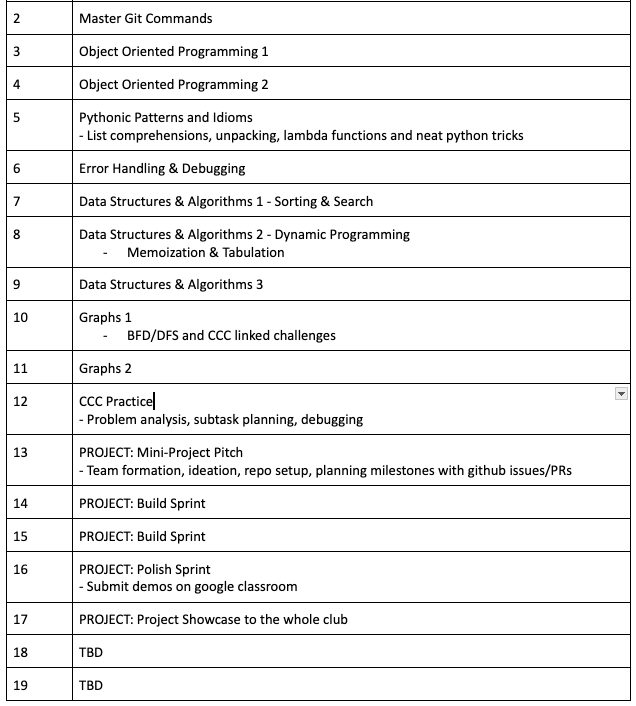 2 Master Git Commands
3 Object Oriented Programming 1
4 Object Oriented Programming 2
5 Pythonic Patterns and Idioms
- List comprehensions, unpacking, lambda functions and neat python tricks
6 Error Handling & Debugging
7 Data Structures & Algorithms 1 - Sorting & Search
8 Data Structures & Algorithms 2 - Dynamic Programming
- Memoization & Tabulation
9 Data Structures & Algorithms 3
10 Graphs 1
- BFD/DFS and CCC linked challenges
11 Graphs 2
12 CCC Practice
- Problem analysis, subtask planning, debugging
13 PROJECT: Mini-Project Pitch
- Team formation, ideation, repo setup, planning milestones with github issues/PRs
14 PROJECT: Build Sprint
15 PROJECT: Build Sprint
16 PROJECT: Polish Sprint
- Submit demos on google classroom
17 PROJECT: Project Showcase to the whole club
18 TBD
19 TBD